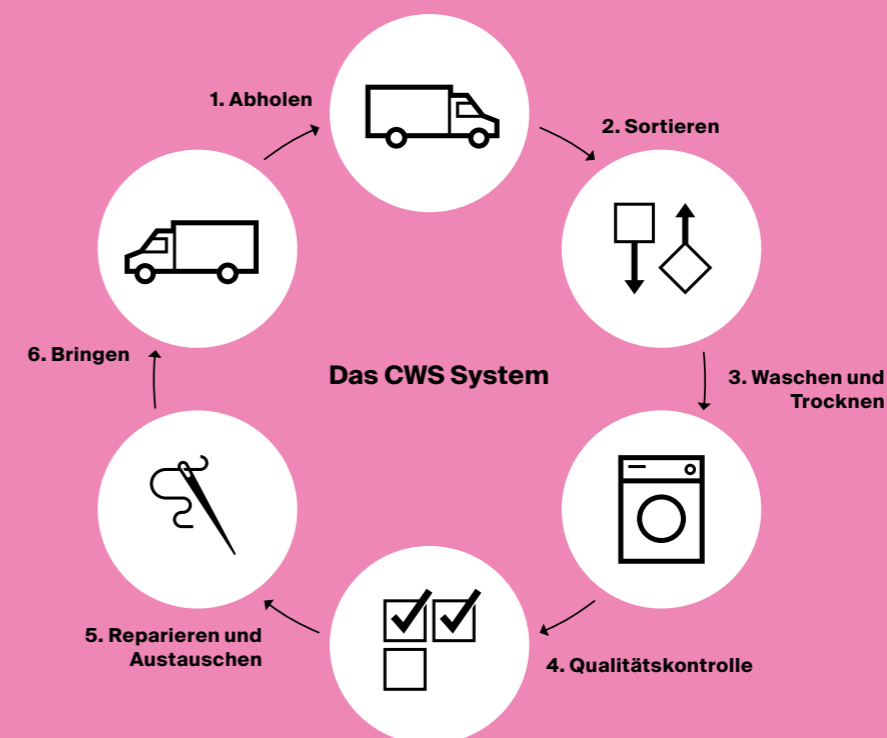 1. Abholen
2. Sortieren
Das CWS System
3. Waschen und
Trocknen
4. Qualitätskontrolle
5. Reparieren und
Austauschen
6. Bringen